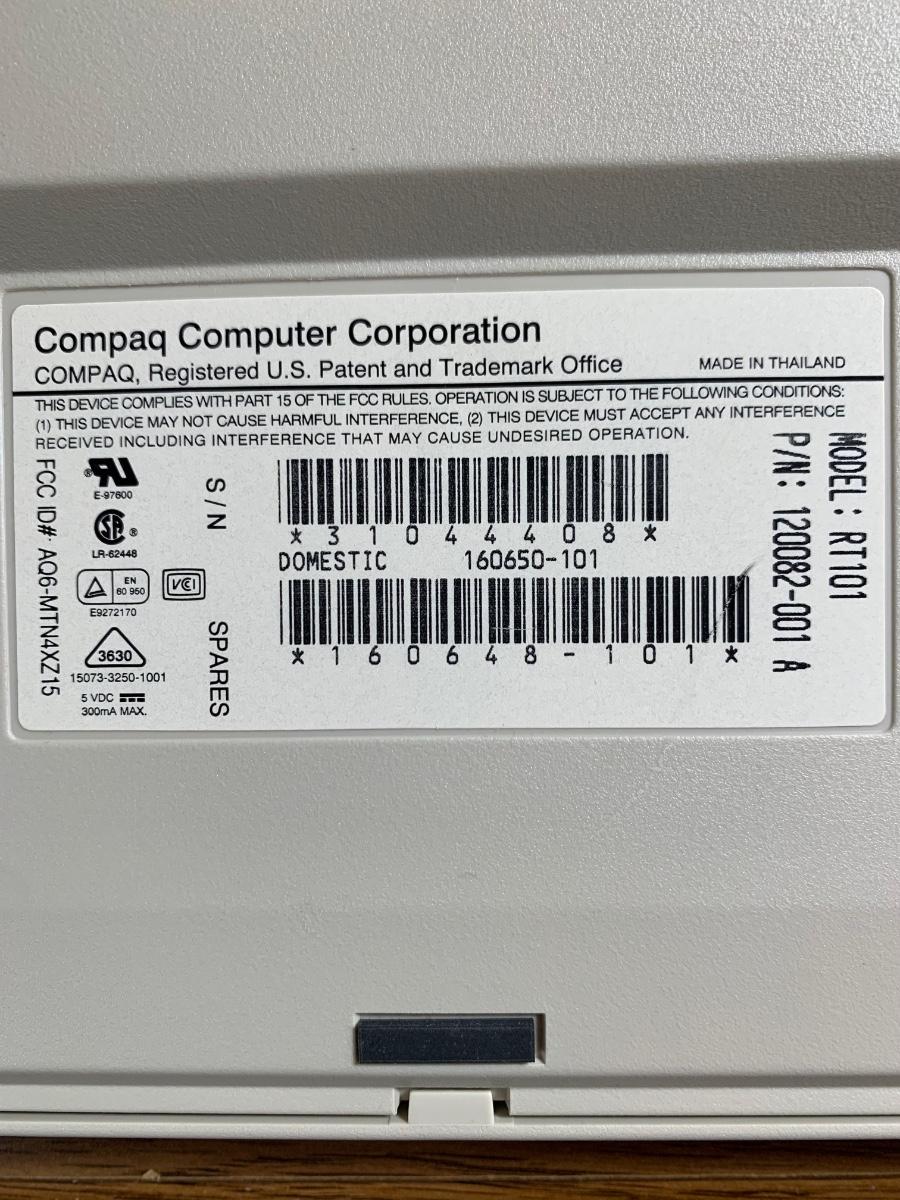 Compaq Computer Corporation
COMPAQ, Registered U.S. Patent and Trademark Office
MADE IN THAILAND
THIS DEVICE COMPLIES WITH PART 15 OF THE FCC RULES. OPERATION IS SUBJECT TO THE FOLLOWING CONDITIONS:
(1) THIS DEVICE MAY NOT CAUSE HARMFUL INTERFERENCE, (2) THIS DEVICE MUST ACCEPT ANY INTERFERENCE
RECEIVED INCLUDING INTERFERENCE THAT MAY CAUSE UNDESIRED OPERATION.
FCC ID# AQ6-MTN4XZ15
®RU
E-97600
SA ®
LR-62448
EN
60 950
VCI
E9272170
3630
15073-3250-1001
5 VDC
300mA MAX.
S/N
*31044408*
DOMESTIC 160650-101
SPARES
*160648-101*
MODEL: RT101
P/N: 120082-001 A